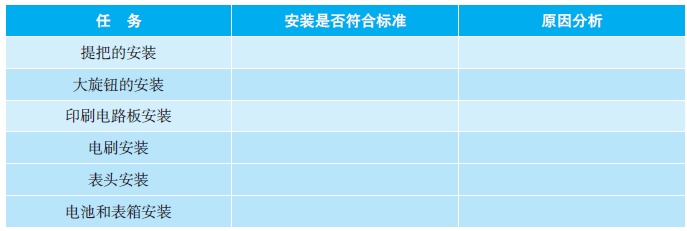 任　务 安装是否符合标准 原因分析
提把的安装
大旋钮的安装
印刷电路板安装
电刷安装
表头安装
电池和表箱安装